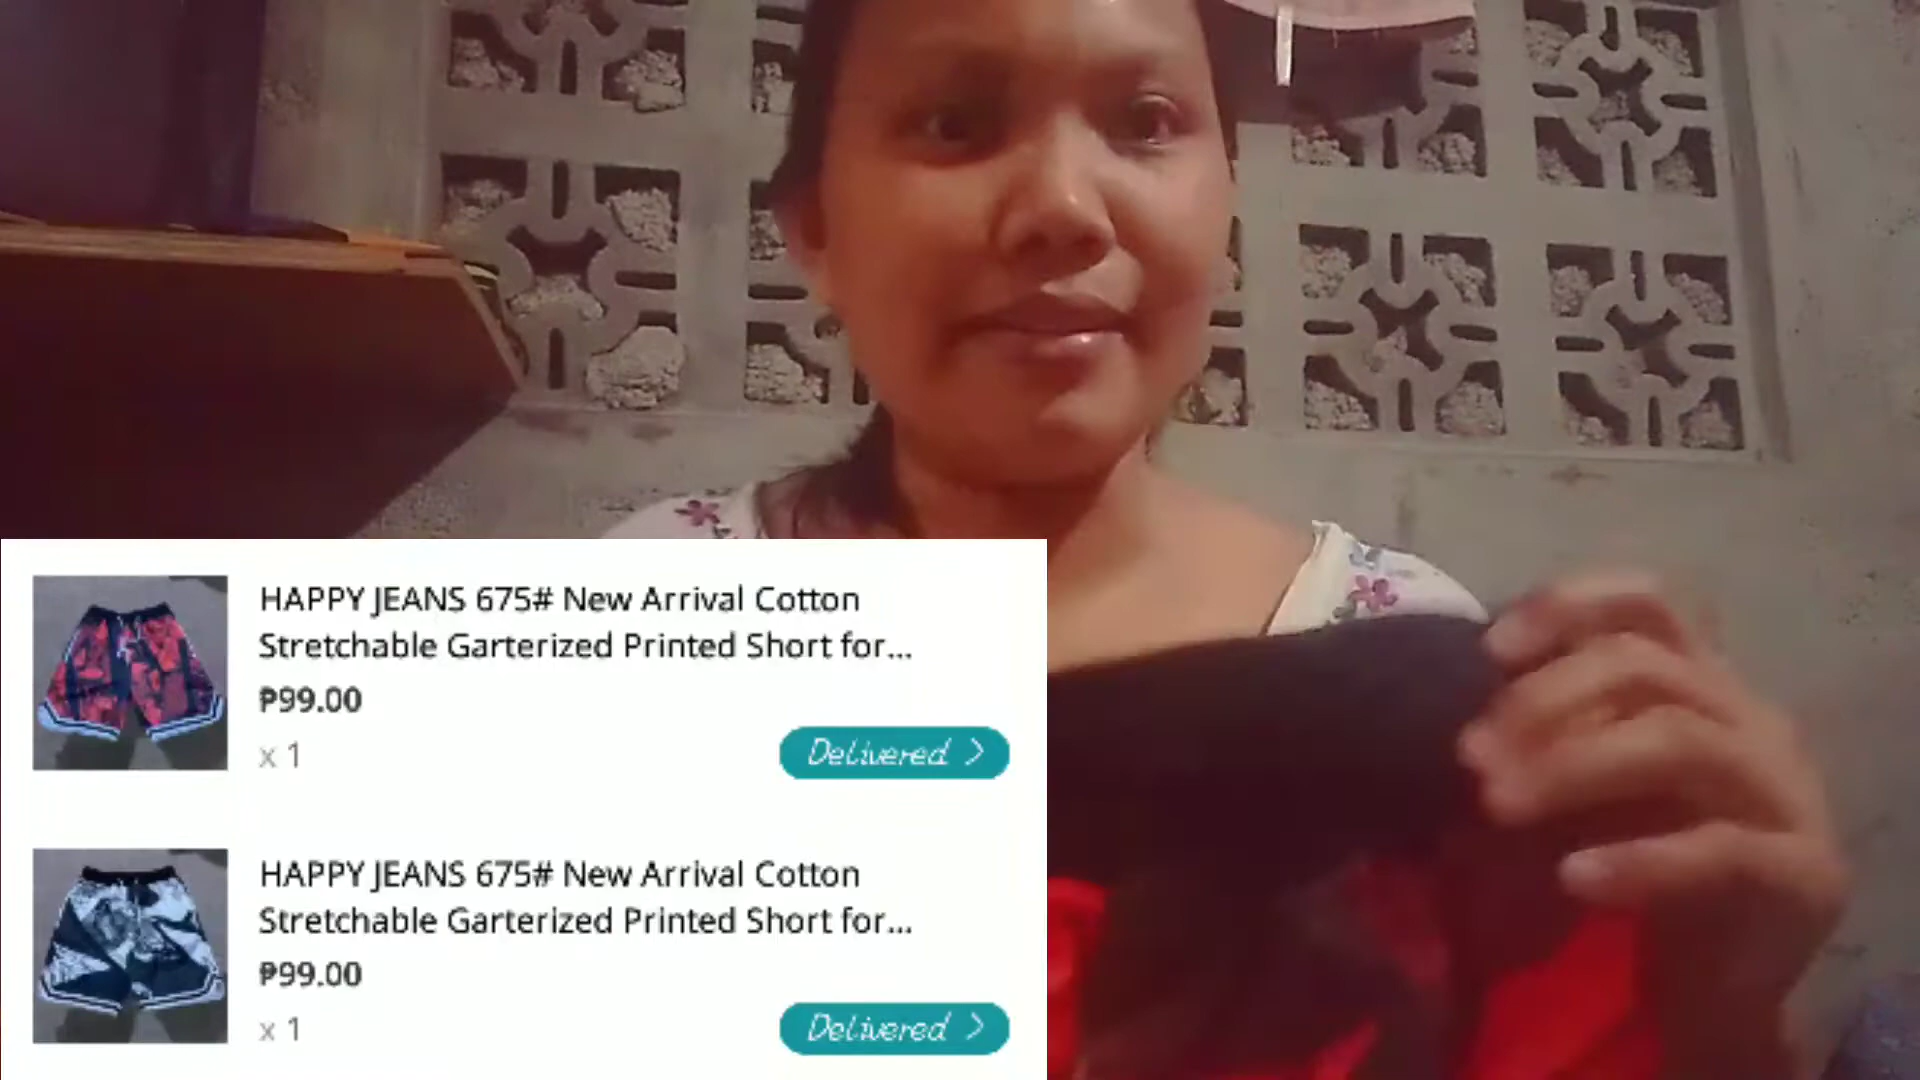 HAPPY JEANS 675# New Arrival Cotton
Stretchable Garterized Printed Short for...
₱99.00
x 1
Delivered >
HAPPY JEANS 675# New Arrival Cotton
Stretchable Garterized Printed Short for...
₱99.00
x 1
Delivered >